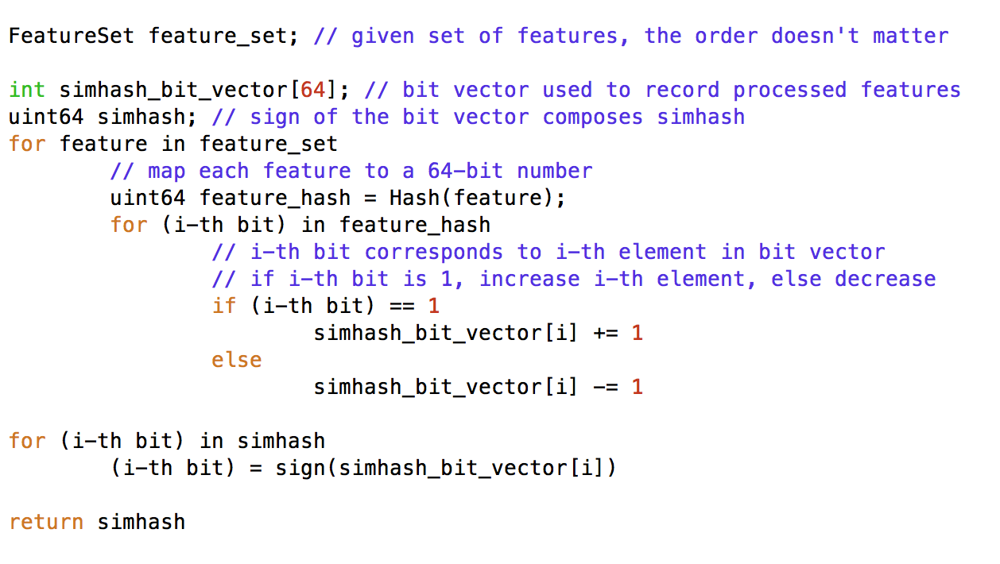 FeatureSet feature_set; // given set of features, the order doesn't matter
int simhash_bit_vector[64]; // bit vector used to record processed features
uint64 simhash; // sign of the bit vector composes simhash
for feature in feature_set
// map each feature to a 64-bit number
uint64 feature_hash = Hash(feature);
for (i-th bit) in feature_hash
// i-th bit corresponds to i-th element in bit vector
// if i-th bit is 1, increase i-th element, else decrease
if (i-th bit) == 1
simhash_bit_vector[i] += 1
else
simhash_bit_vector[i] -= 1
for (i-th bit) in simhash
(i-th bit) = sign(simhash_bit_vector[i])
return simhash